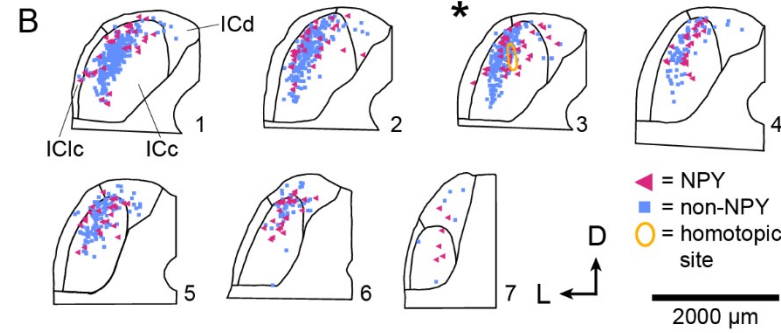 B
*
ICd
IClc
ICc
1
2
3
4
= NPY
= non-NPY
= homotopic
site
5
6
7
D
L
2000 µm